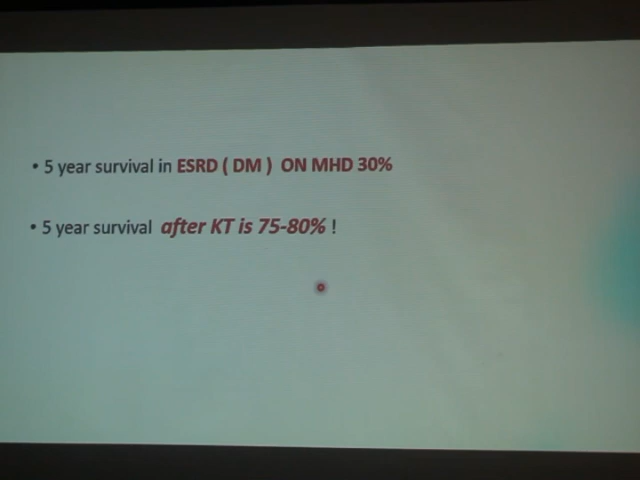 • 5 year survival in ESRD ( DM ) ON MHD 30%
• 5 year survival after KT is 75-80% !